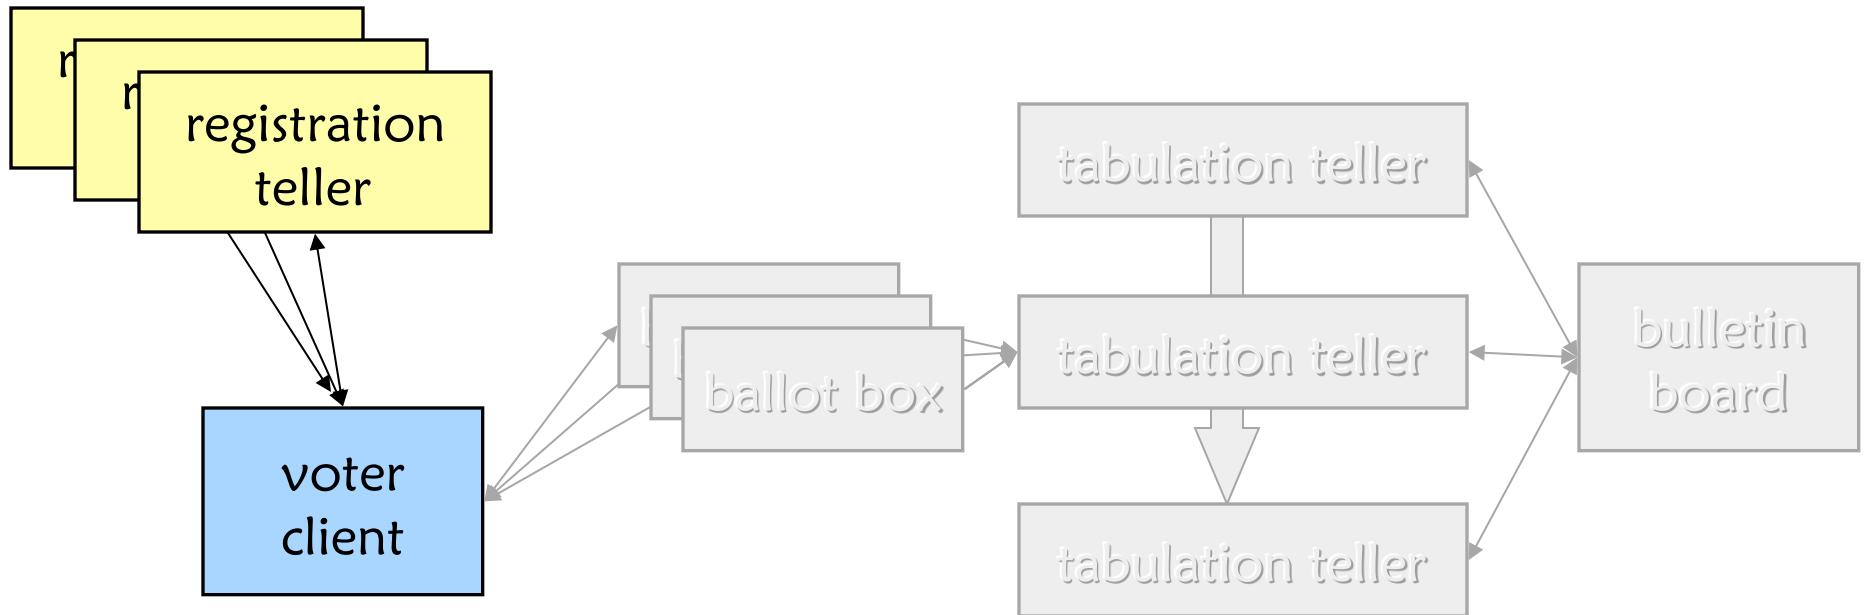 registration
teller
voter
client
ballot box
tabulation teller
tabulation teller
tabulation teller
bulletin
board